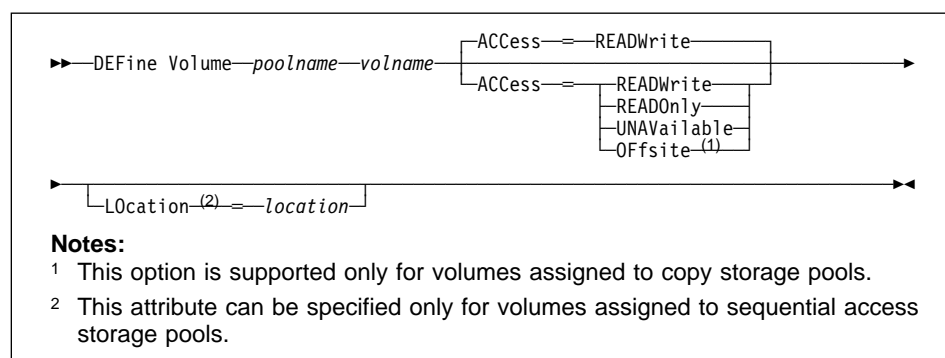 ACCess = READWrite
DEFine Volume poolname volname
ACCess = READWrite
READOnly
UNAVailable
OFfsite (1)
LOcation (2) = location
Notes:
1 This option is supported only for volumes assigned to copy storage pools.
2 This attribute can be specified only for volumes assigned to sequential access
storage pools.